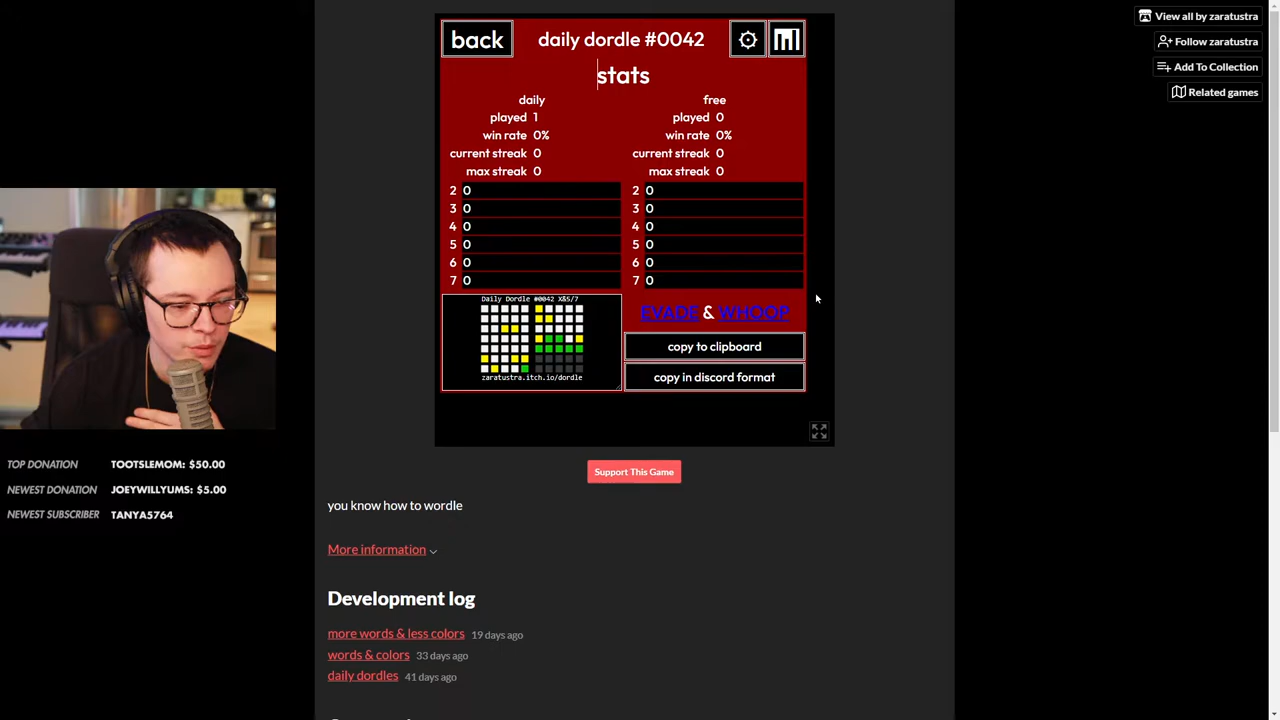 View all by zaratustra
Follow zaratustra
Add To Collection
Related games
back
daily dordle #0042
stats
daily
played 1
win rate 0%
current streak 0
max streak 0
2 0
3 0
4 0
5 0
6 0
7 0
free
played 0
win rate 0%
current streak 0
max streak 0
2 0
3 0
4 0
5 0
6 0
7 0
Daily Dordle #0042 X&5/7
zaratustra.itch.io/dordle
EVADE & WHOOP
copy to clipboard
copy in discord format
Support This Game
you know how to wordle
More information
Development log
more words & less colors 19 days ago
words & colors 33 days ago
daily dordles 41 days ago
TOP DONATION TOOTSLEMOM: $50.00
NEWEST DONATION JOEYWILLYUMS: $5.00
NEWEST SUBSCRIBER TANYA5764